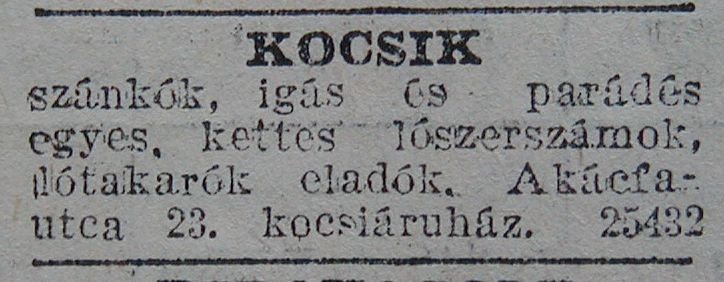 KOCSIK
szánkók, igás és parádés
egyes, kettes lószerszámok,
lótakarók eladók. Akácfa-
utca 23. kocsiáruház. 25432